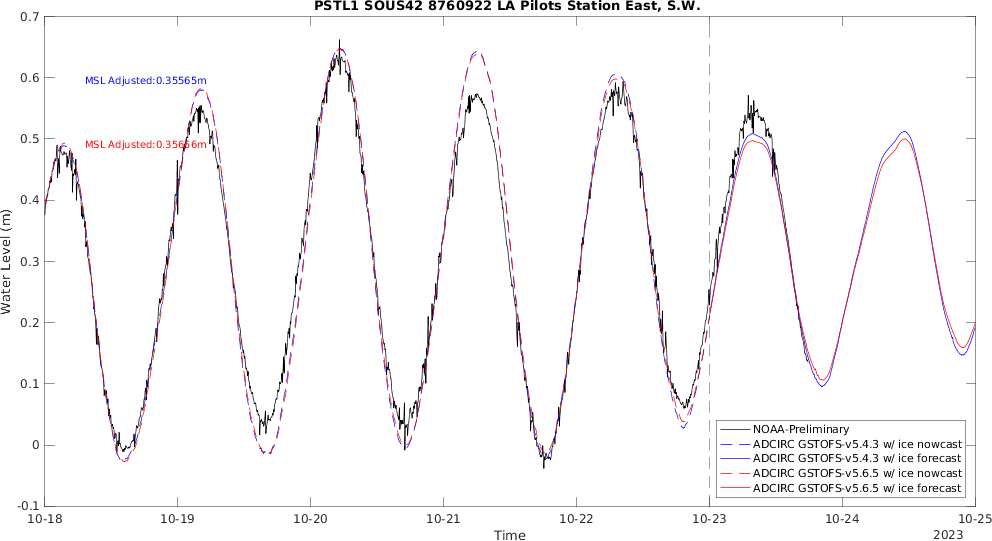 PSTL1 SOUS42 8760922 LA Pilots Station East, S.W.
0.7
0.6
0.5
0.4
0.3
0.2
0.1
0
-0.1
Water Level (m)
MSL Adjusted:0.35565m
MSL Adjusted:0.35656m
NOAA-Preliminary
ADCIRC GSTOFS-v5.4.3 w/ ice nowcast
ADCIRC GSTOFS-v5.4.3 w/ ice forecast
ADCIRC GSTOFS-v5.6.5 w/ ice nowcast
ADCIRC GSTOFS-v5.6.5 w/ ice forecast
10-18 10-19 10-20 10-21 10-22 10-23 10-24 10-25
Time
2023